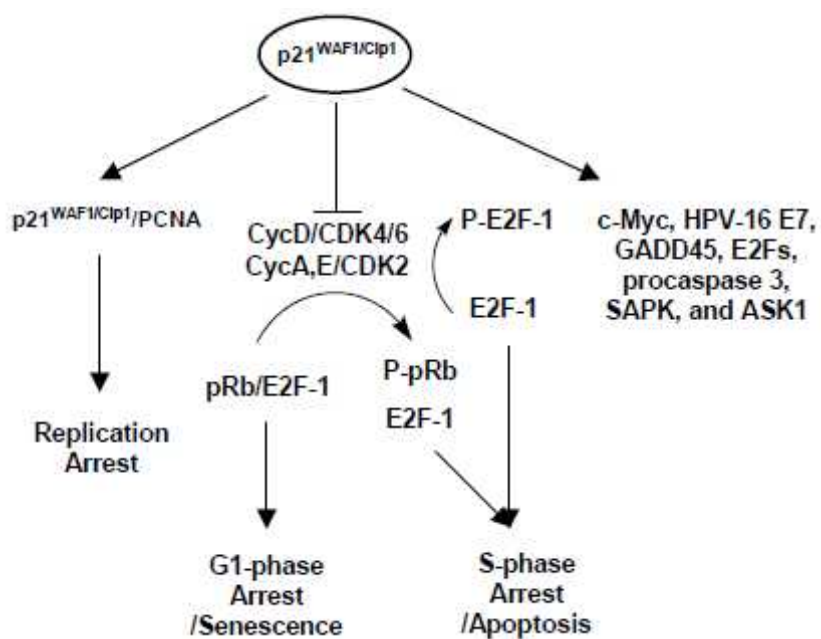 p21WAF1/Cip1
p21WAF1/Cip1/PCNA
CycD/CDK4/6
CycA,E/CDK2
P-E2F-1
c-Myc, HPV-16 E7,
GADD45, E2Fs,
procaspase 3,
SAPK, and ASK1
E2F-1
pRb/E2F-1
P-pRb
E2F-1
Replication
Arrest
G1-phase
Arrest
/Senescence
S-phase
Arrest
/Apoptosis